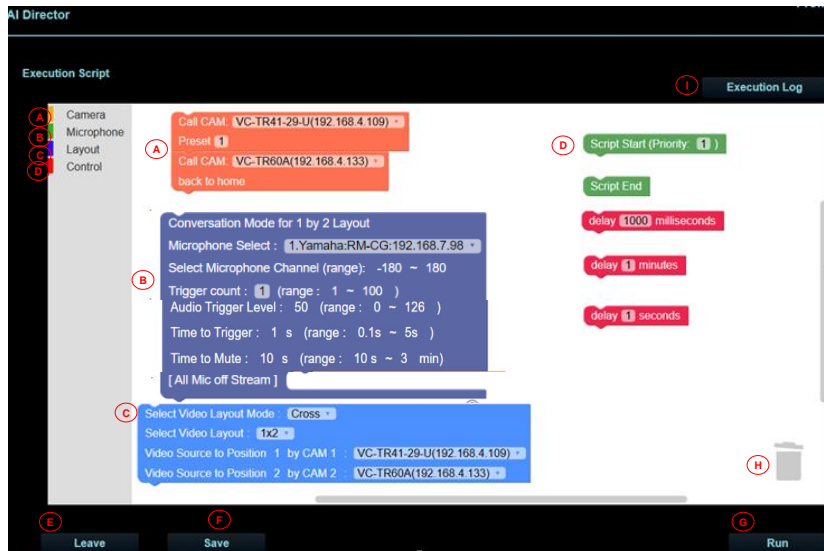 AI Director
Execution Script
I
Execution Log
A Camera
B Microphone
C Layout
D Control
A
Call CAM: VC-TR41-29-U(192.168.4.109)
Preset 1
Call CAM: VC-TR60A(192.168.4.133)
back to home
D
Script Start (Priority: 1 )
Script End
delay 1000 milliseconds
delay 1 minutes
delay 1 seconds
B
Conversation Mode for 1 by 2 Layout
Microphone Select : 1.Yamaha:RM-CG:192.168.7.98
Select Microphone Channel (range): -180 ~ 180
Trigger count : 1 (range : 1 ~ 100 )
Audio Trigger Level : 50 (range : 0 ~ 126 )
Time to Trigger : 1 s (range : 0.1s ~ 5s )
Time to Mute : 10 s (range : 10 s ~ 3 min)
[ All Mic off Stream ]
C
Select Video Layout Mode : Cross
Select Video Layout : 1x2
Video Source to Position 1 by CAM 1 : VC-TR41-29-U(192.168.4.109)
Video Source to Position 2 by CAM 2 : VC-TR60A(192.168.4.133)
H
E
Leave
F
Save
G
Run